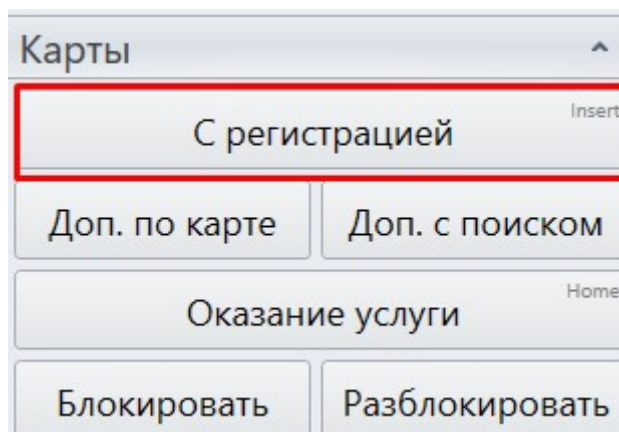 Карты
С регистрацией
Insert
Доп. по карте
Доп. с поиском
Оказание услуги
Home
Блокировать
Разблокировать